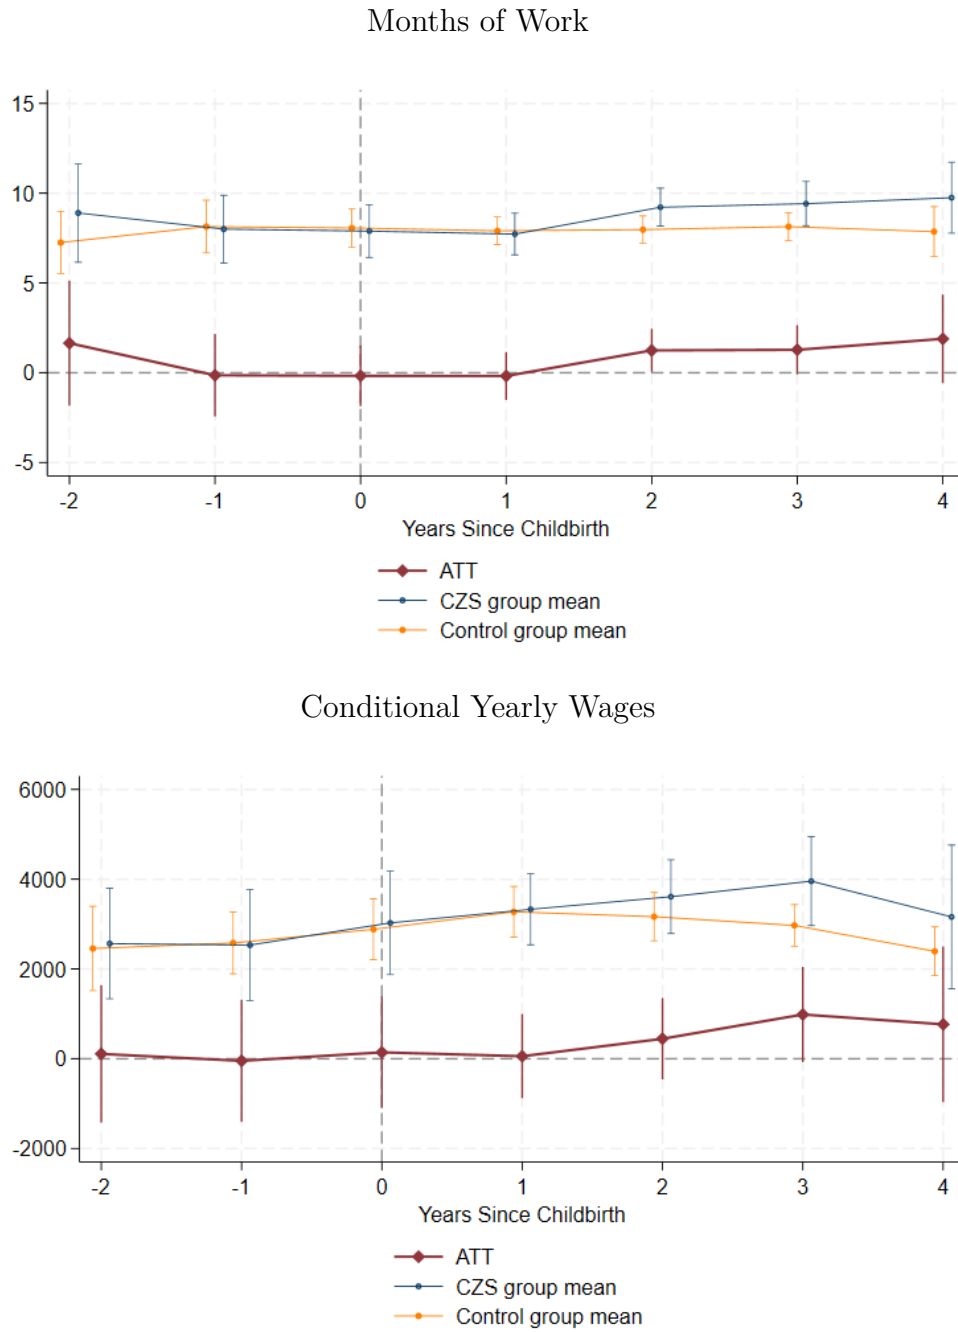 Months of Work
15
10
5
0
-5
-2 -1 0 1 2 3 4
Years Since Childbirth
ATT
CZS group mean
Control group mean
Conditional Yearly Wages
6000
4000
2000
0
-2000
-2 -1 0 1 2 3 4
Years Since Childbirth
ATT
CZS group mean
Control group mean